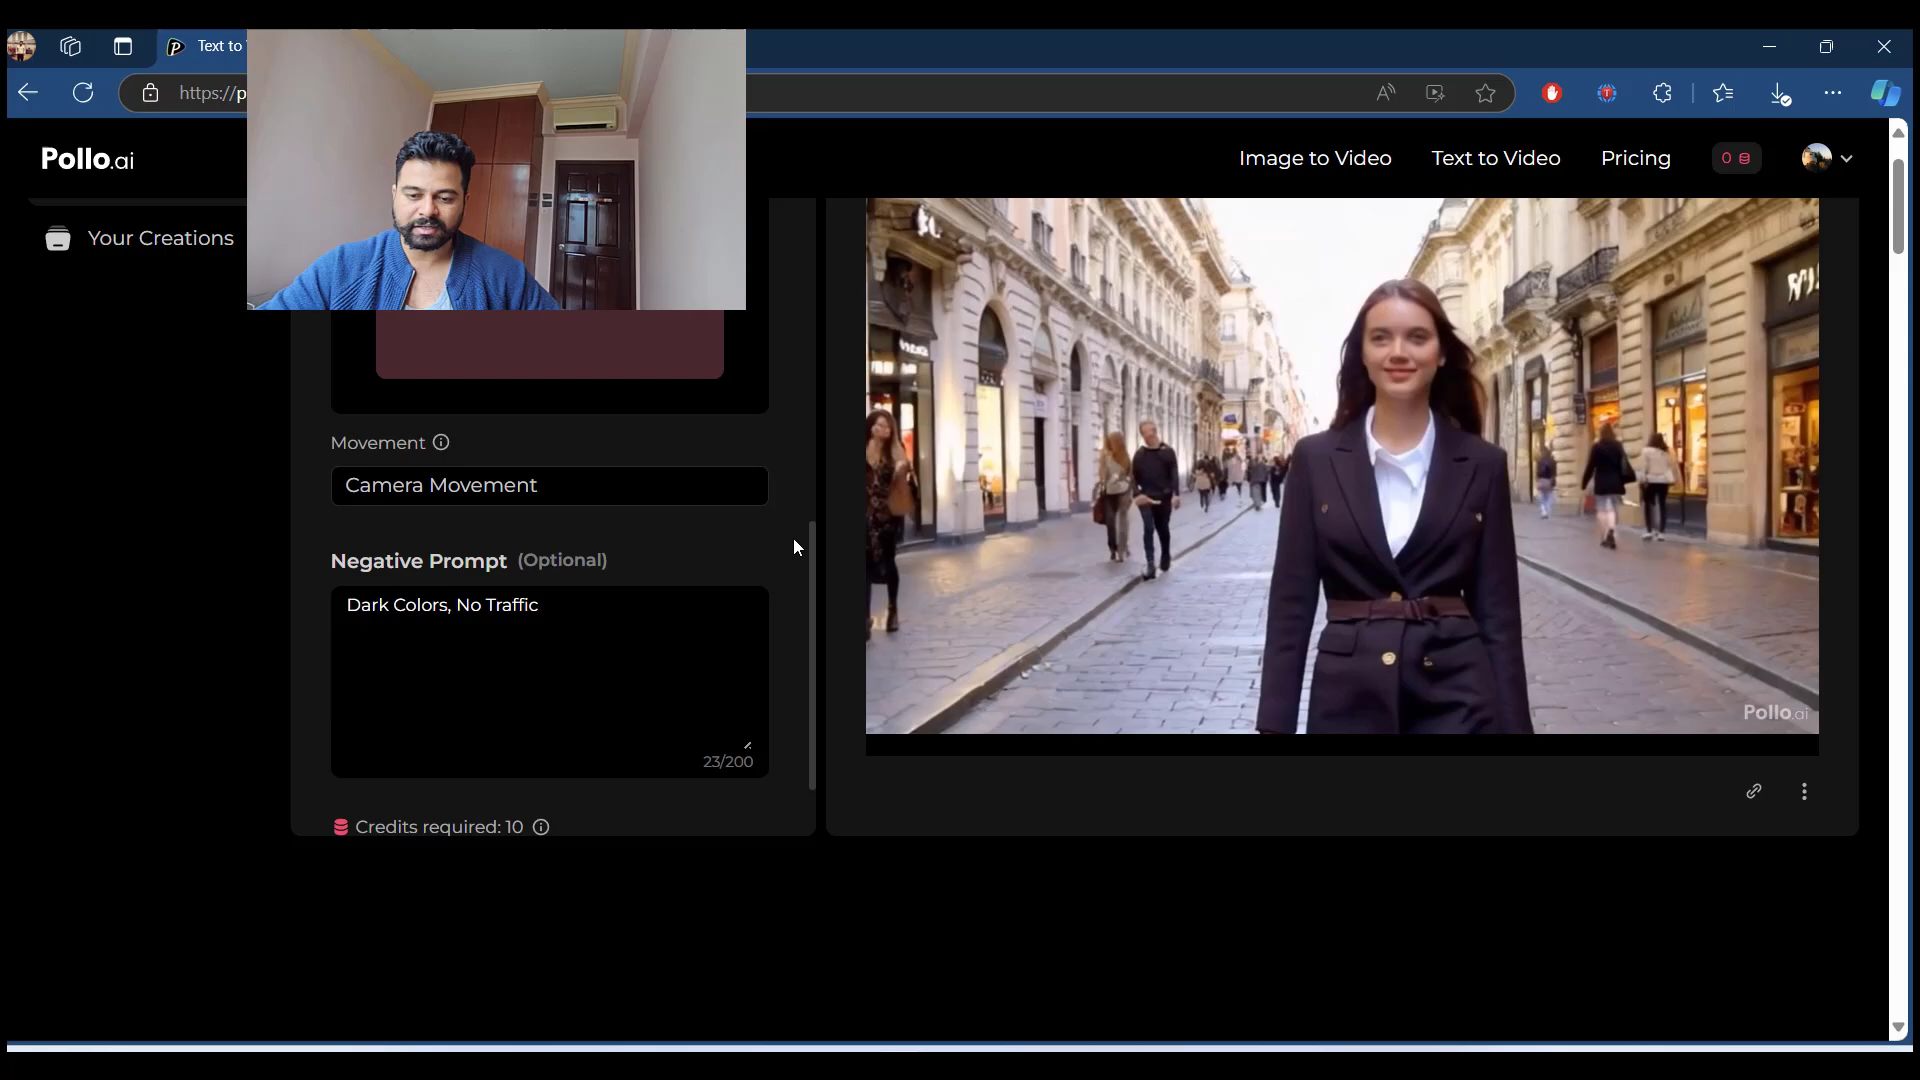 Text to
https://p
Pollo.ai
Image to Video
Text to Video
Pricing
0
Your Creations
Movement
Camera Movement
Negative Prompt (Optional)
Dark Colors, No Traffic
23/200
Credits required: 10
Pollo.ai